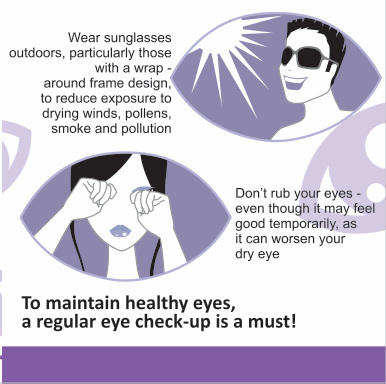 Wear sunglasses
outdoors, particularly those
with a wrap -
around frame design,
to reduce exposure to
drying winds, pollens,
smoke and pollution
Don't rub your eyes -
even though it may feel
good temporarily, as
it can worsen your
dry eye
To maintain healthy eyes,
a regular eye check-up is a must!